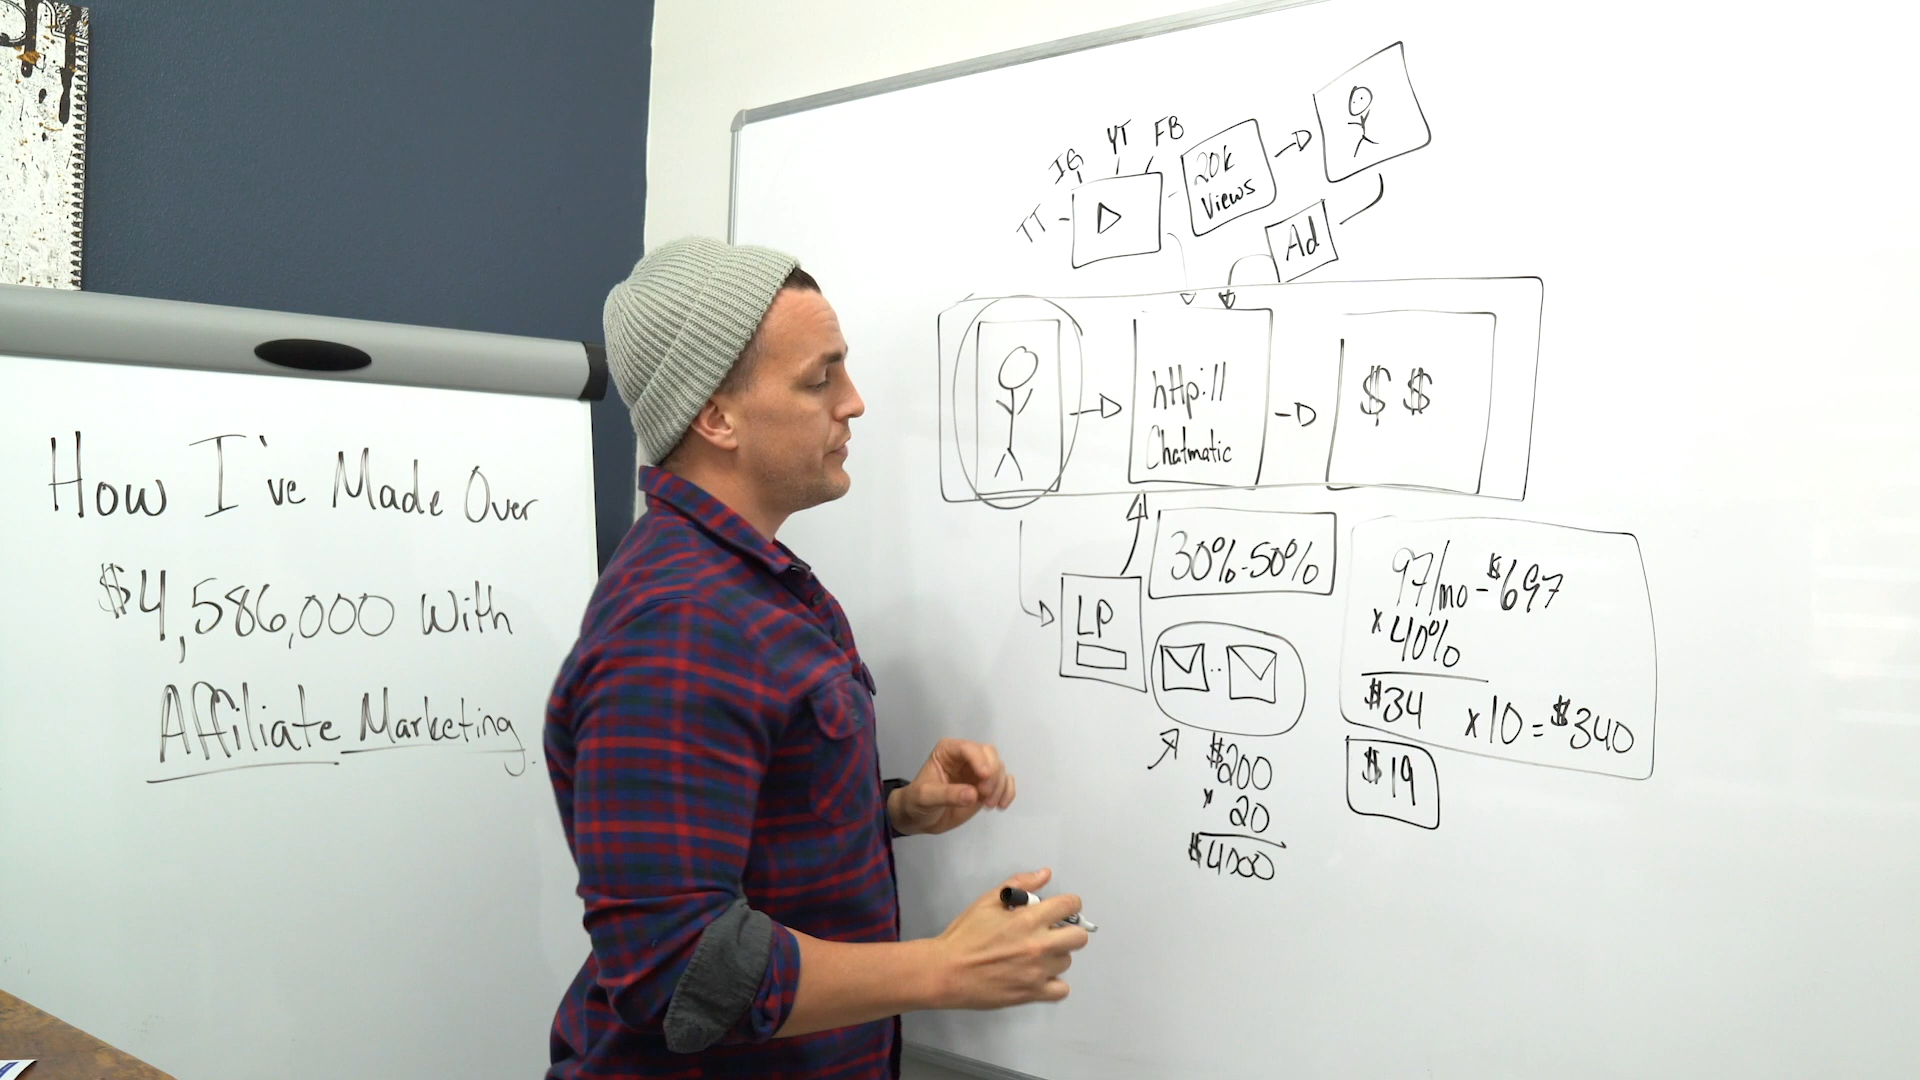 How I've Made Over
$4,586,000 With
Affiliate Marketing.
IG YT FB
TT
20k
Views
Ad
http://
Chatmatic
$ $
30%-50%
LP
97/mo - $697
x 40%
$34 x 10 = $340
$19
$200
x 20
$4000